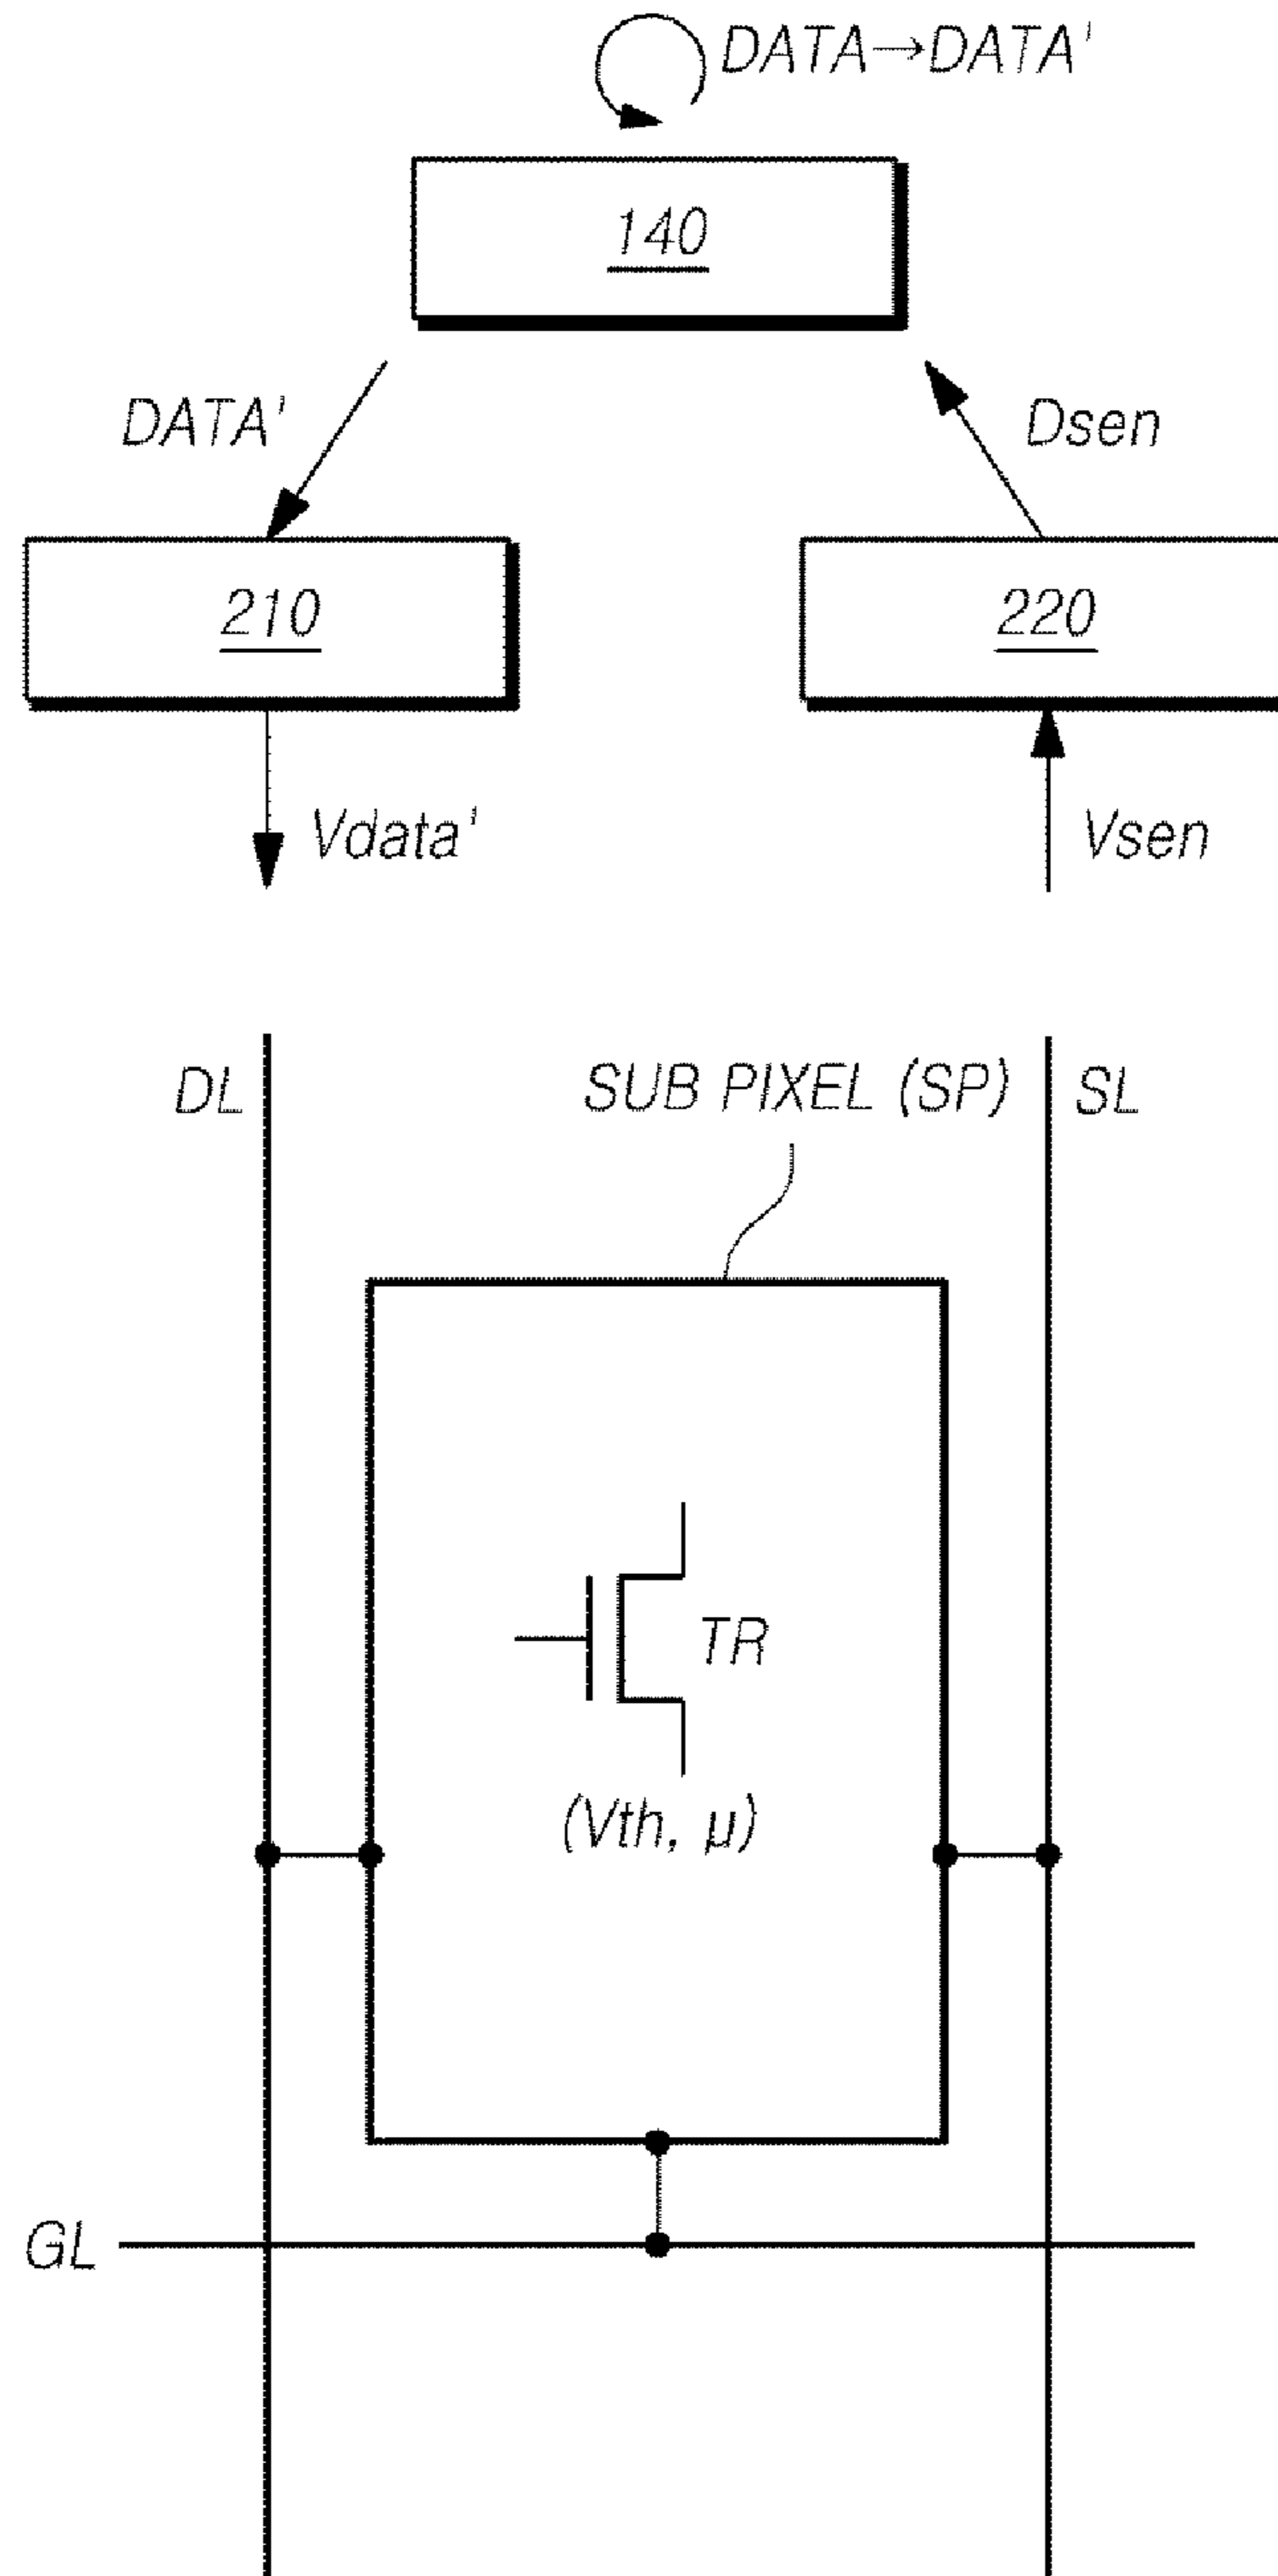 DATA→DATA'
140
DATA'
Dsen
210
220
Vdata'
Vsen
DL
SUB PIXEL (SP)
SL
TR
(Vth, μ)
GL